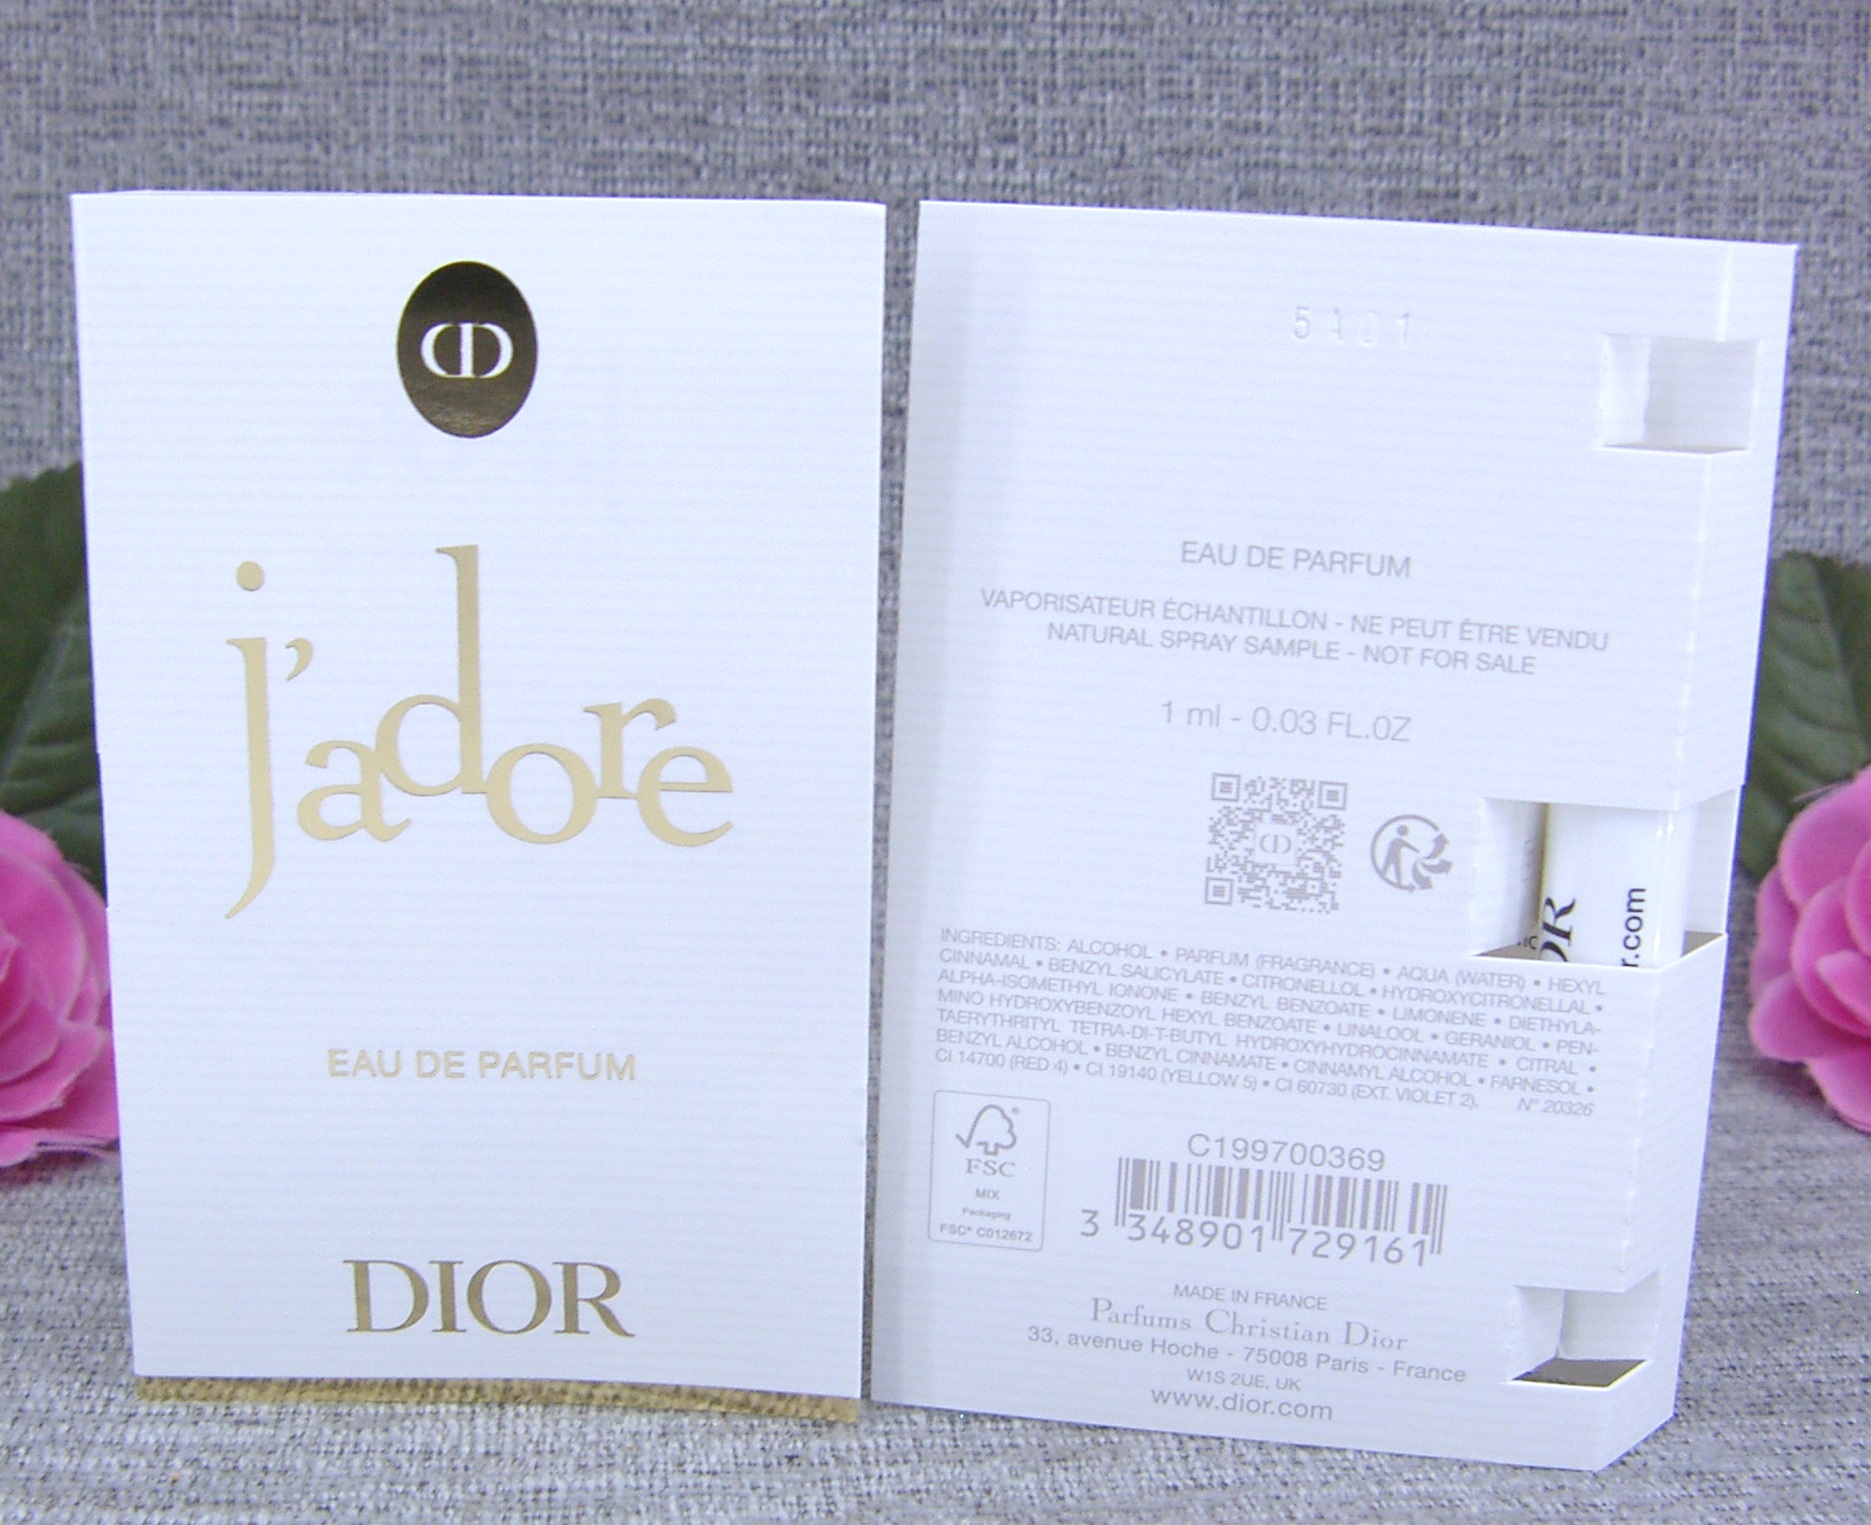 CD
j'adore
EAU DE PARFUM
DIOR
5A01
EAU DE PARFUM
VAPORISATEUR ÉCHANTILLON - NE PEUT ÊTRE VENDU
NATURAL SPRAY SAMPLE - NOT FOR SALE
1 ml - 0.03 FL.OZ
CD
OR
r.com
INGREDIENTS: ALCOHOL • PARFUM (FRAGRANCE) • AQUA (WATER) • HEXYL
CINNAMAL • BENZYL SALICYLATE • CITRONELLOL • HYDROXYCITRONELLAL •
ALPHA-ISOMETHYL IONONE • BENZYL BENZOATE • LIMONENE • DIETHYLA-
MINO HYDROXYBENZOYL HEXYL BENZOATE • LINALOOL • GERANIOL • PEN-
TAERYTHRITYL TETRA-DI-T-BUTYL HYDROXYHYDROCINNAMATE • CITRAL •
BENZYL ALCOHOL • BENZYL CINNAMATE • CINNAMYL ALCOHOL • FARNESOL •
CI 14700 (RED 4) • CI 19140 (YELLOW 5) • CI 60730 (EXT. VIOLET 2). N° 20326
FSC®
MIX
Packaging
FSC® C012672
C199700369
3 348901 729161
MADE IN FRANCE
Parfums Christian Dior
33, avenue Hoche - 75008 Paris - France
W1S 2UE, UK
www.dior.com